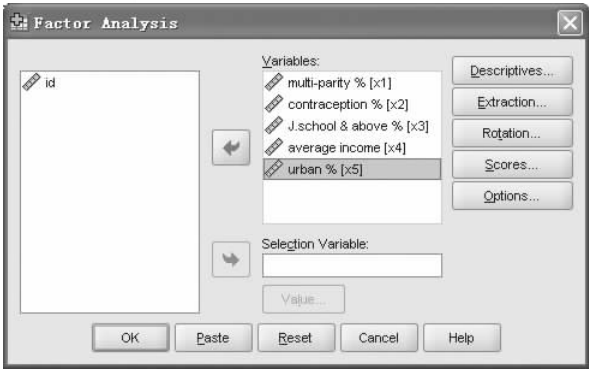 Factor Analysis
id
Variables:
multi-parity % [x1]
contraception % [x2]
J.school & above % [x3]
average income [x4]
urban % [x5]
Descriptives...
Extraction...
Rotation...
Scores...
Options...
Selection Variable:
Value...
OK
Paste
Reset
Cancel
Help